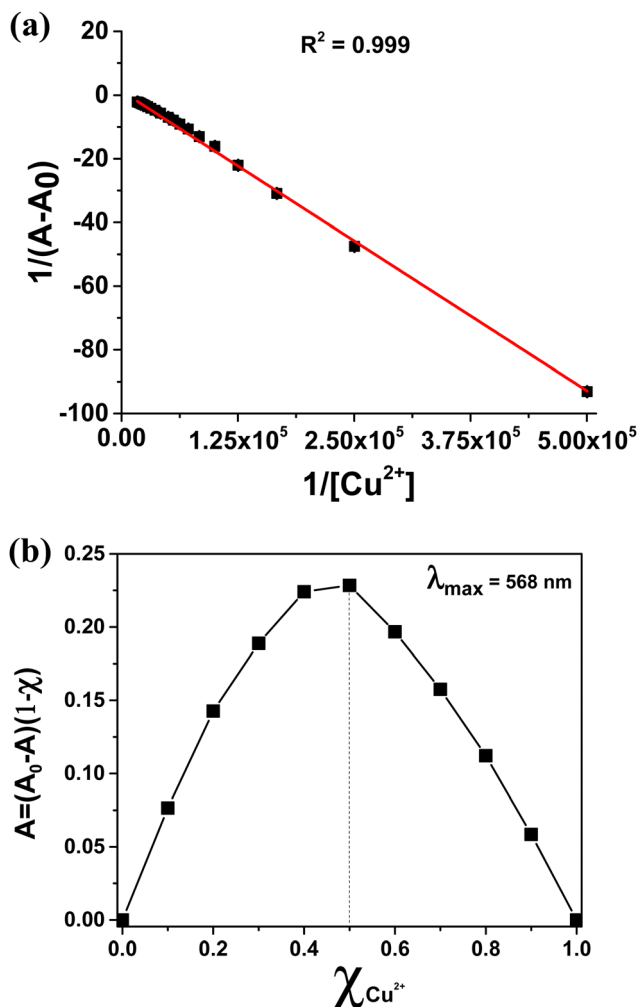 (a)
R² = 0.999
20
0
-20
-40
-60
-80
-100
1/(A-A₀)
0.00 1.25x10⁵ 2.50x10⁵ 3.75x10⁵ 5.00x10⁵
1/[Cu²⁺]
(b)
λmax = 568 nm
0.25
0.20
0.15
0.10
0.05
0.00
A=(A₀-A)(1-χ)
0.0 0.2 0.4 0.6 0.8 1.0
χCu²⁺